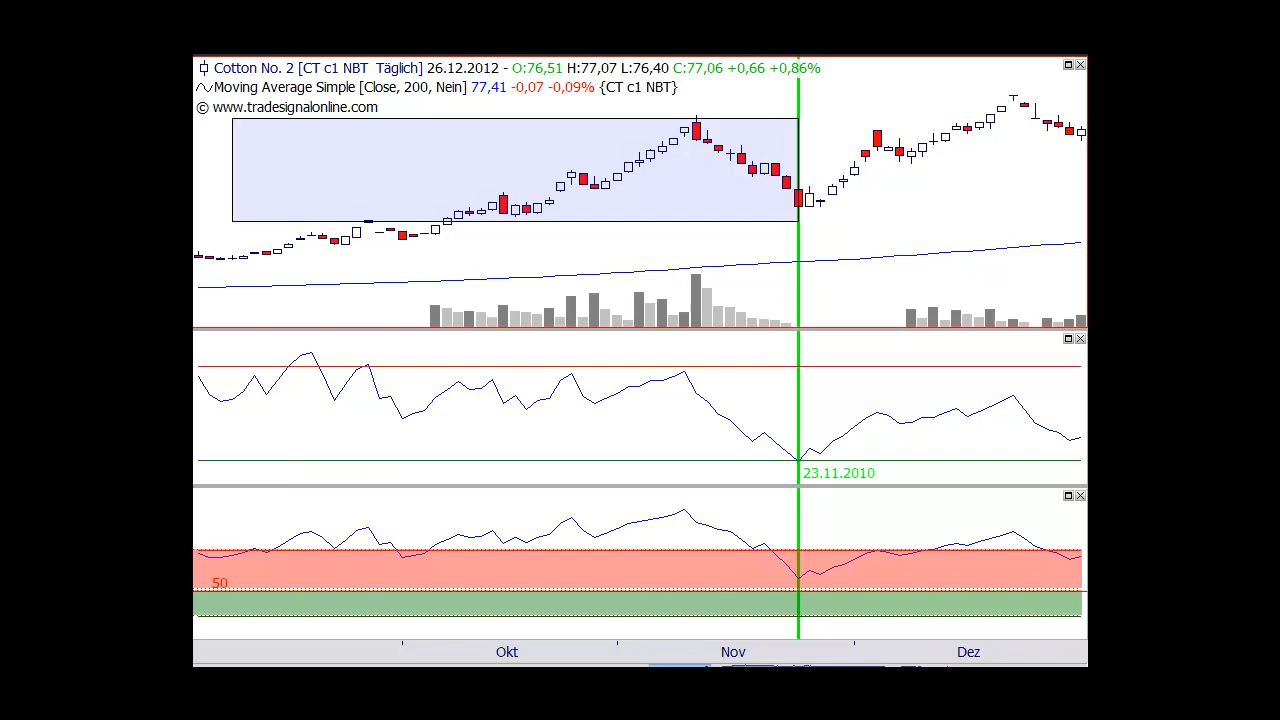 Cotton No. 2 [CT c1 NBT Täglich] 26.12.2012 - O:76,51 H:77,07 L:76,40 C:77,06 +0,66 +0,86%
Moving Average Simple [Close, 200, Nein] 77,41 -0,07 -0,09% {CT c1 NBT}
© www.tradesignalonline.com
23.11.2010
50
Okt Nov Dez